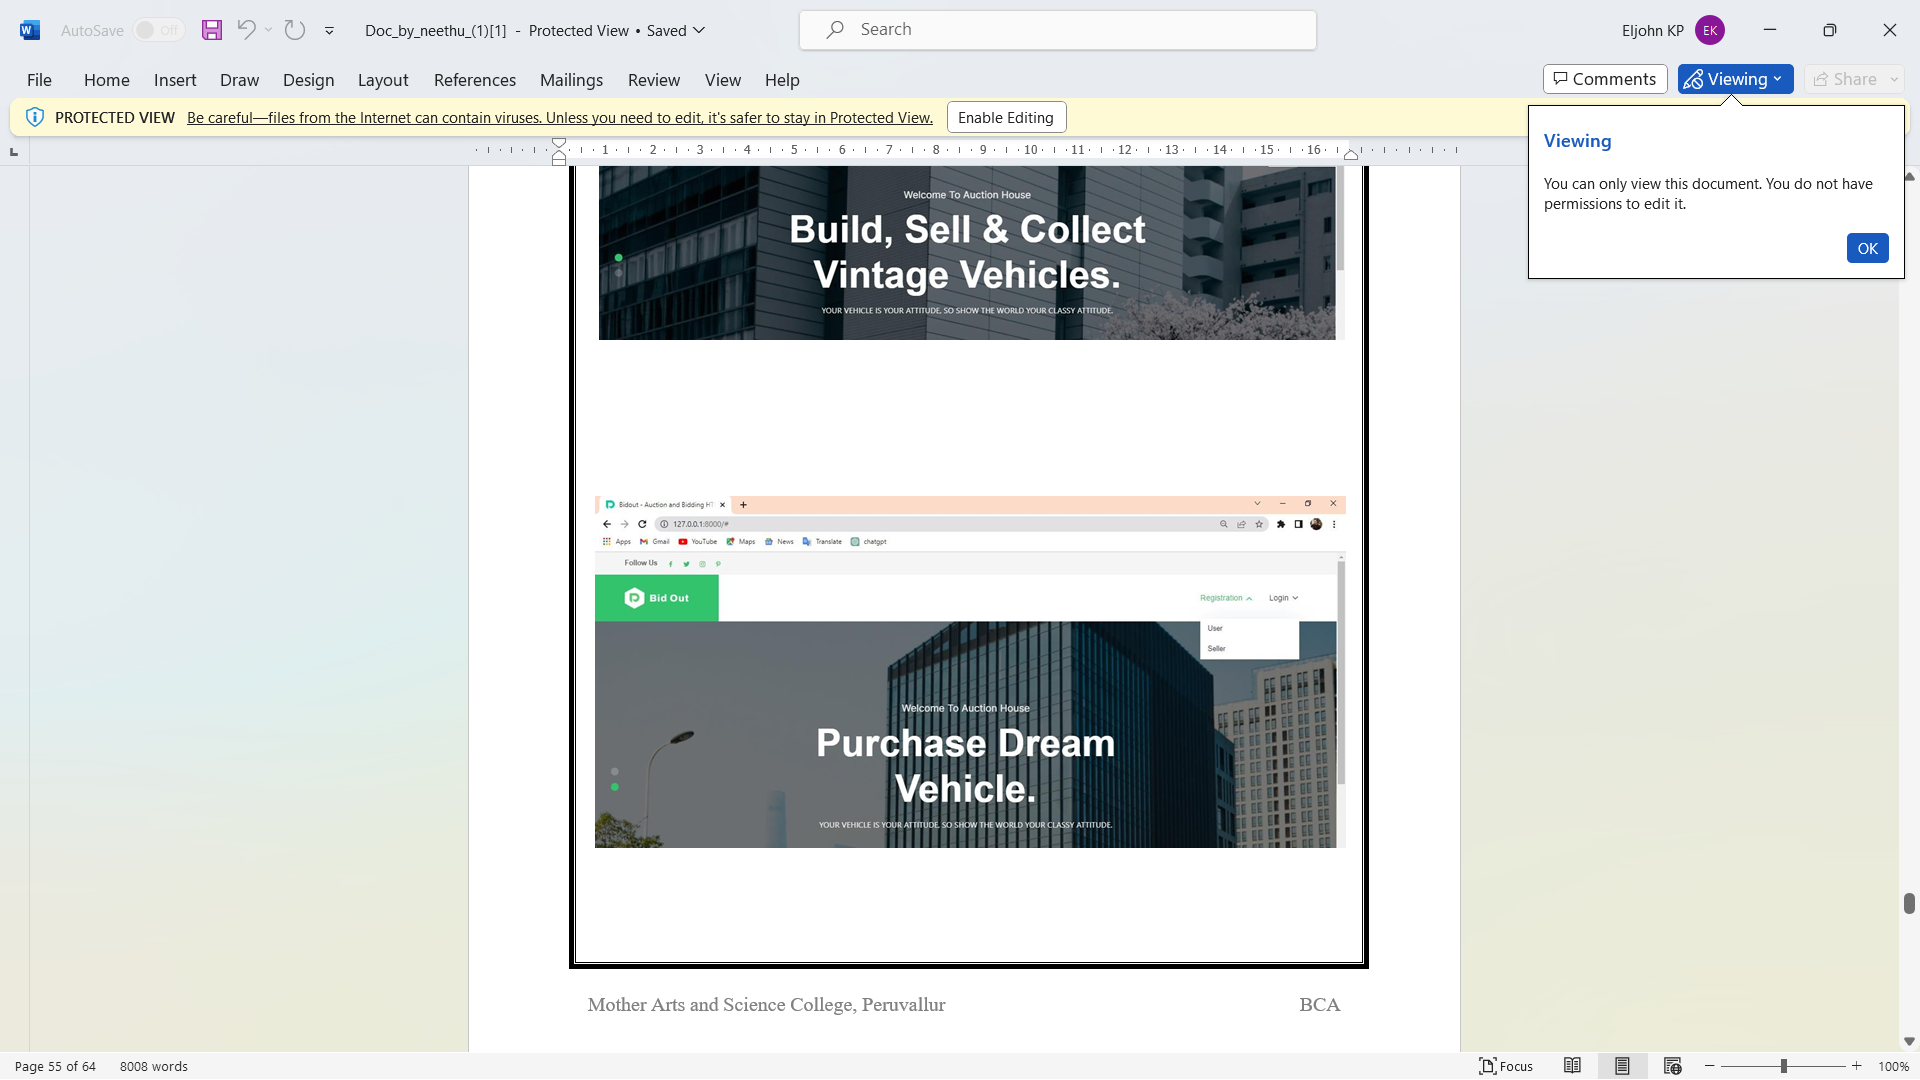 AutoSave Off Doc_by_neethu_(1)[1] - Protected View • Saved Search Eljohn KP EK
File Home Insert Draw Design Layout References Mailings Review View Help Comments Viewing Share
PROTECTED VIEW Be careful—files from the Internet can contain viruses. Unless you need to edit, it's safer to stay in Protected View. Enable Editing
Viewing
You can only view this document. You do not have
permissions to edit it.
OK
1 2 3 4 5 6 7 8 9 10 11 12 13 14 15 16
Welcome To Auction House
Build, Sell & Collect
Vintage Vehicles.
YOUR VEHICLE IS YOUR ATTITUDE, SO SHOW THE WORLD YOUR CLASSY ATTITUDE.
Bidout - Auction and Bidding HT
127.0.0.1:8000/#
Apps Gmail YouTube Maps News Translate chatgpt
Follow Us
Bid Out Registration Login
User
Seller
Welcome To Auction House
Purchase Dream
Vehicle.
YOUR VEHICLE IS YOUR ATTITUDE, SO SHOW THE WORLD YOUR CLASSY ATTITUDE.
Mother Arts and Science College, Peruvallur BCA
Page 55 of 64 8008 words Focus 100%